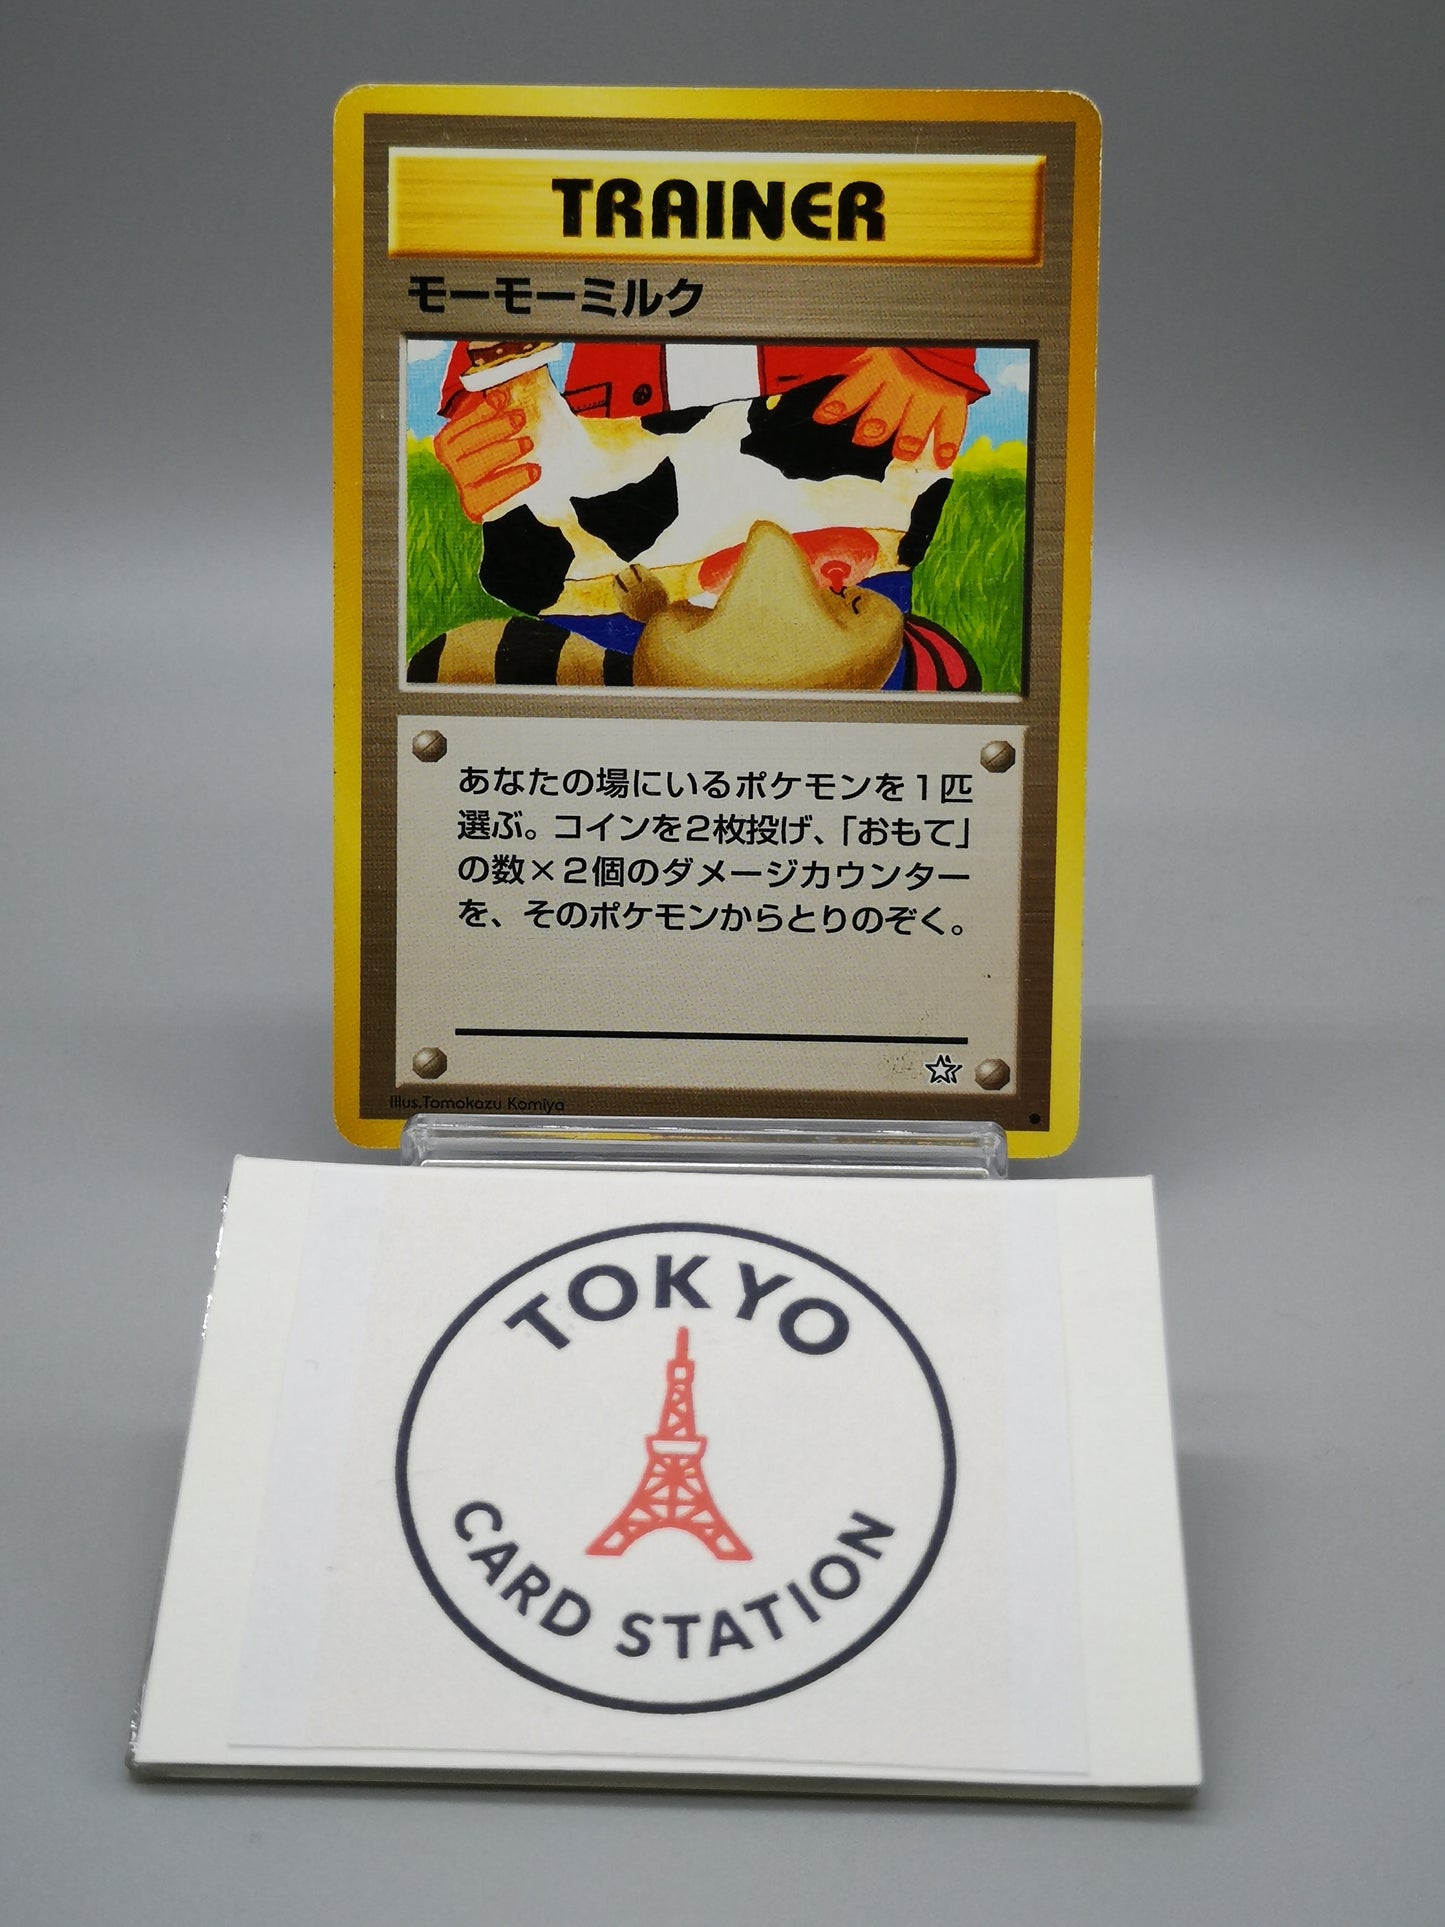 TRAINER
モーモーミルク
あなたの場にいるポケモンを1匹
選ぶ。コインを2枚投げ、「おもて」
の数×2個のダメージカウンター
を、そのポケモンからとりのぞく。
Illus.Tomokazu Komiya
TOKYO
CARD STATION